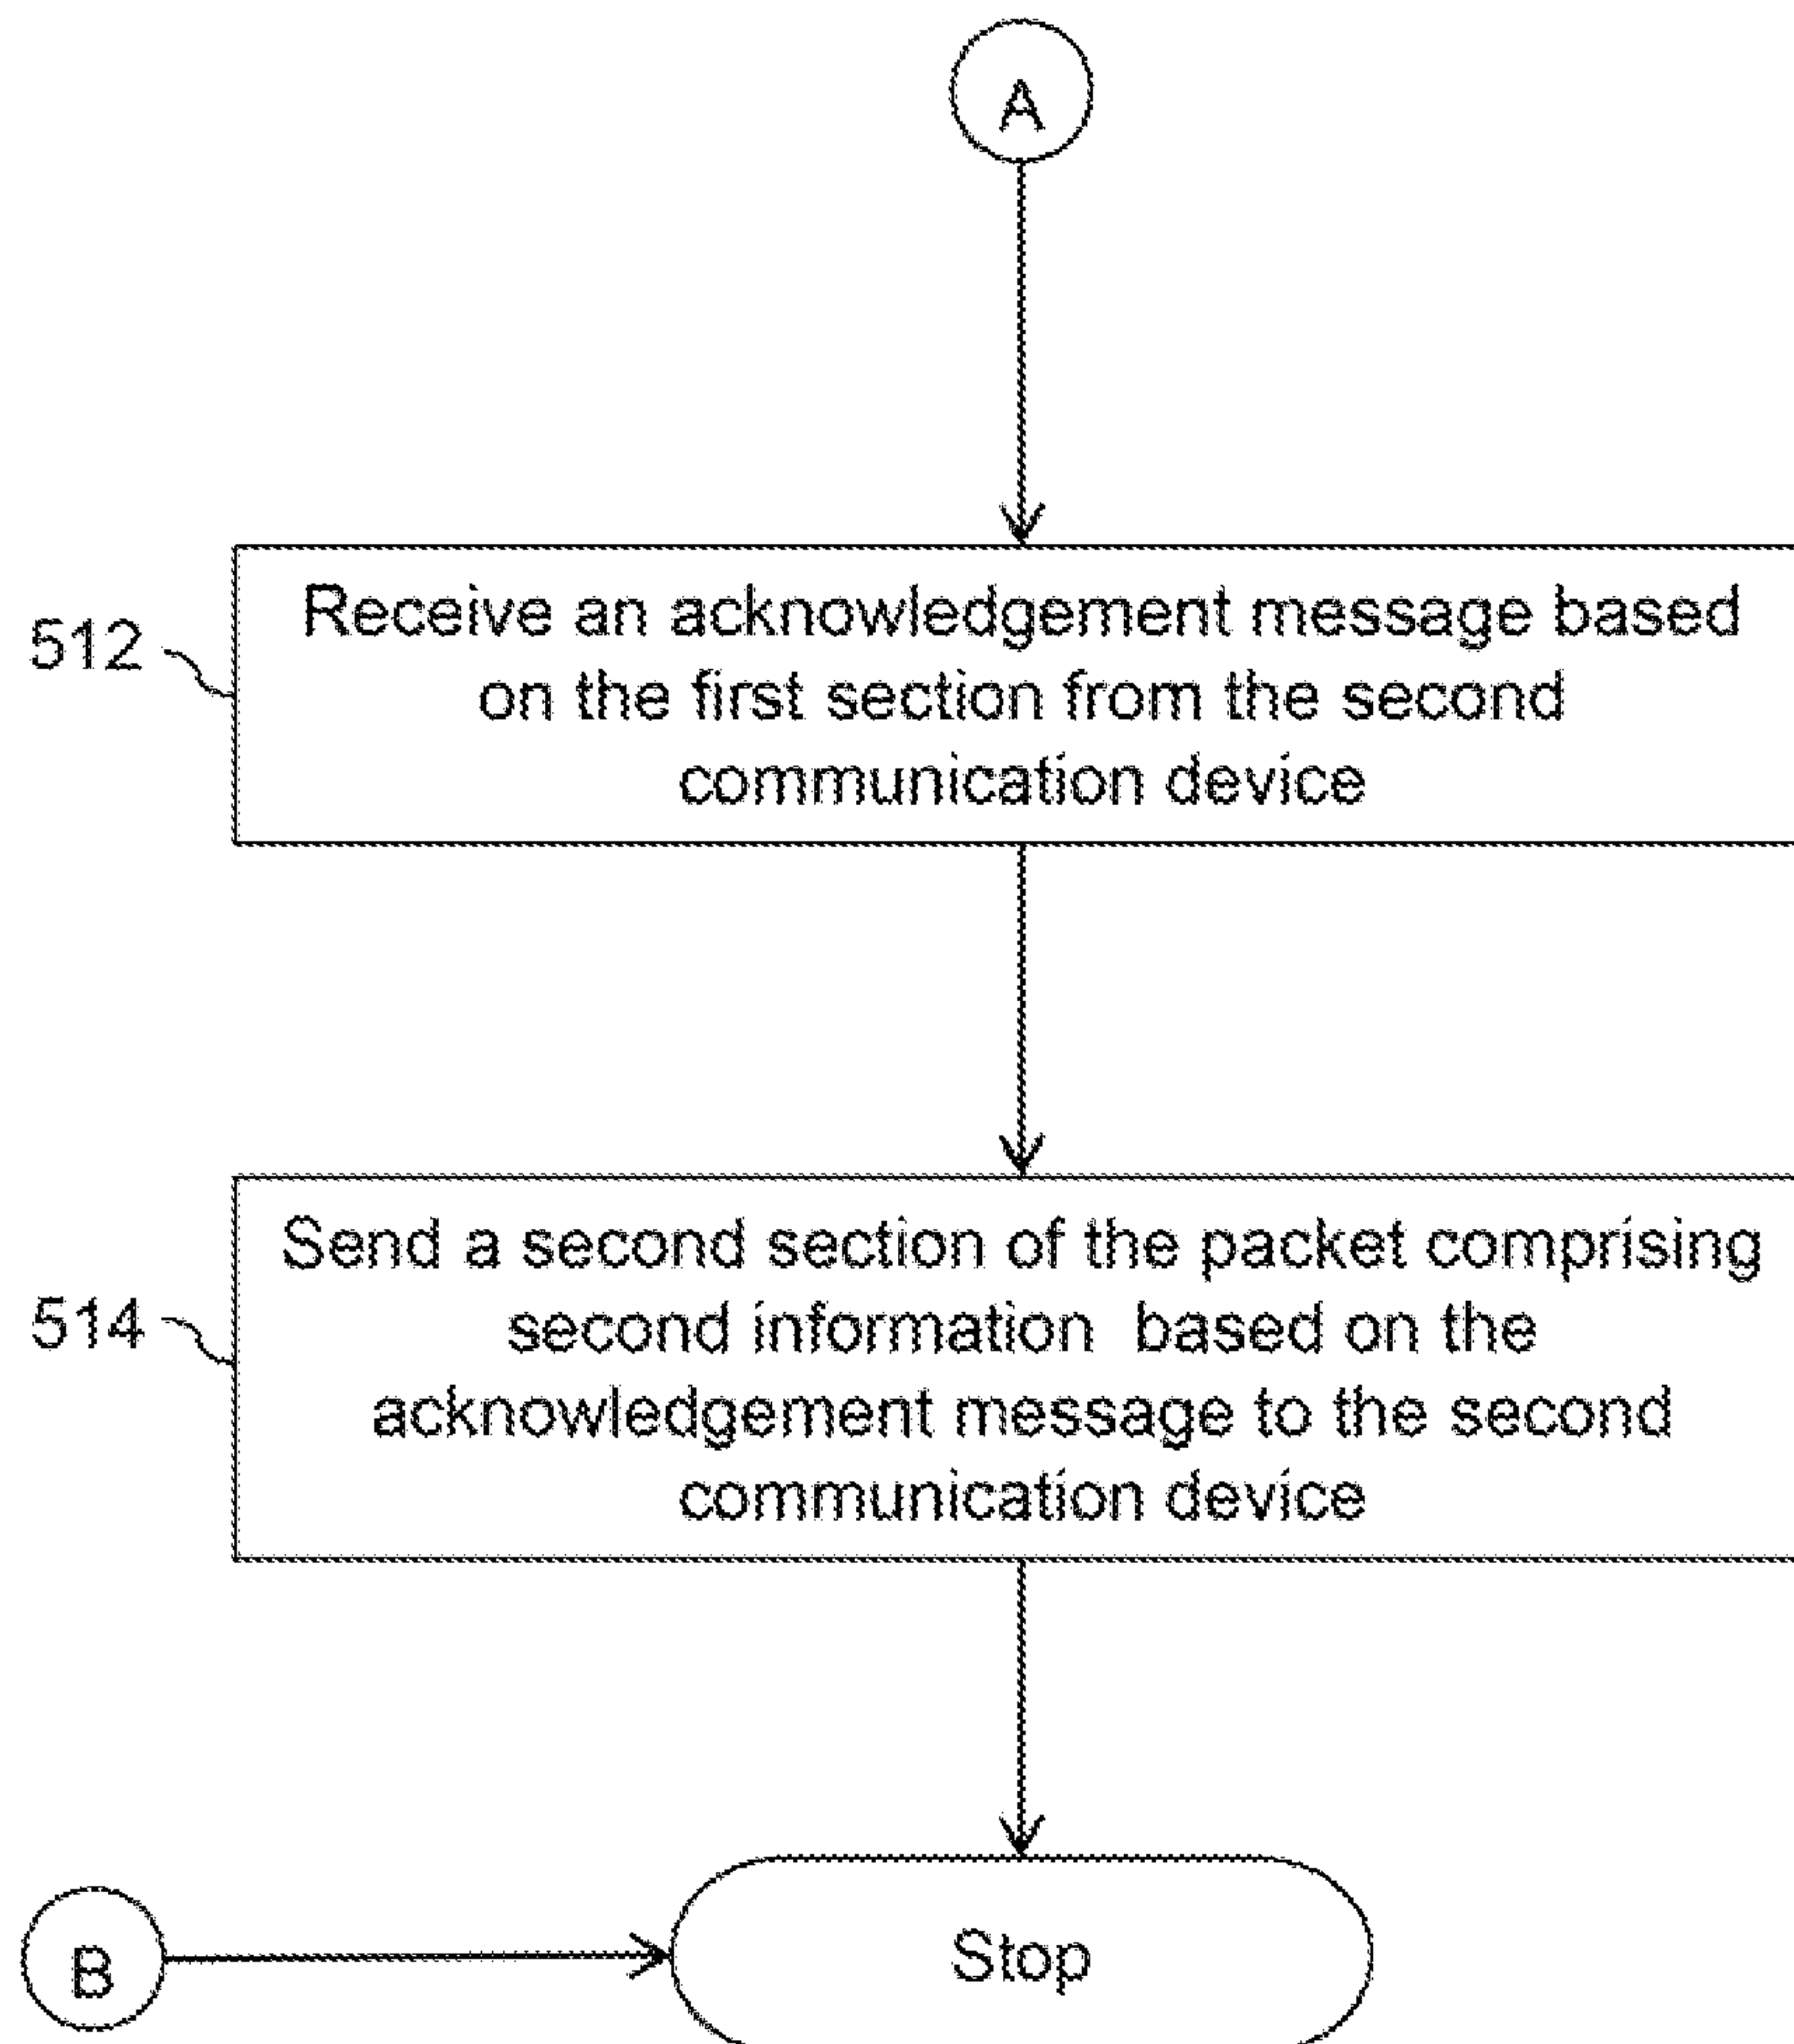 A
512
Receive an acknowledgement message based
on the first section from the second
communication device
514
Send a second section of the packet comprising
second information  based on the
acknowledgement message to the second
communication device
B
Stop